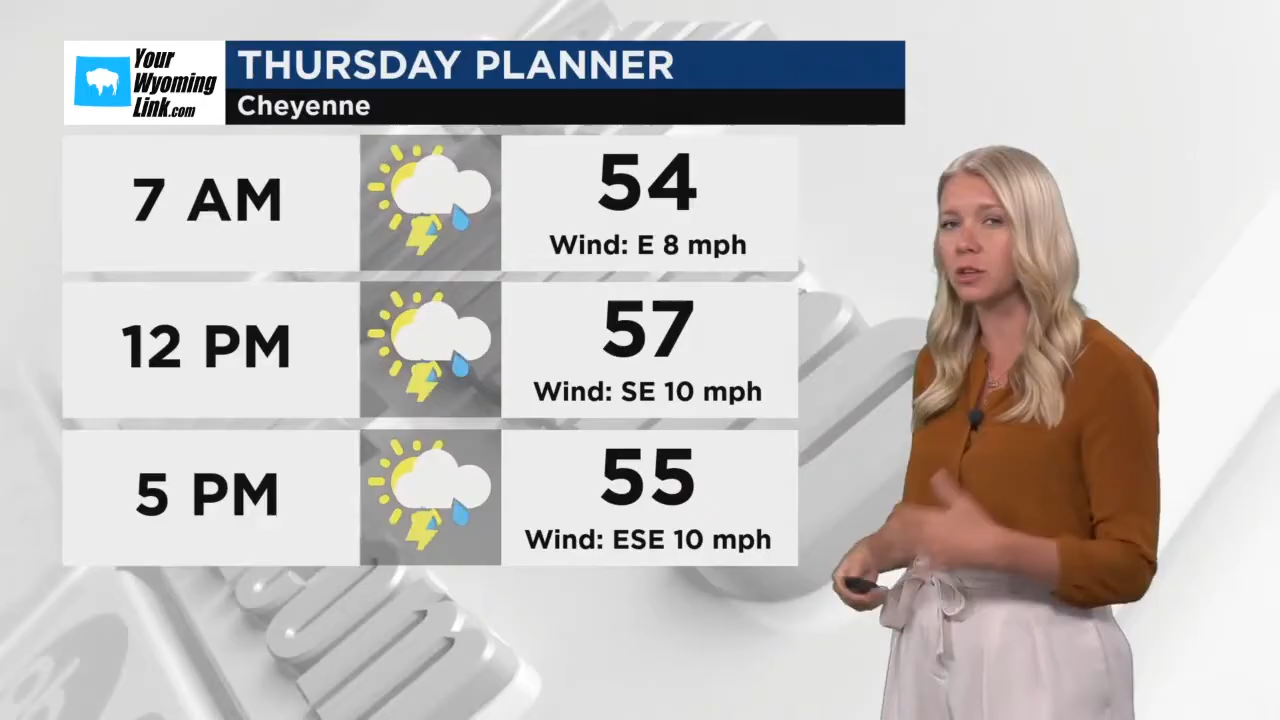 Your
Wyoming
Link.com
THURSDAY PLANNER
Cheyenne
7 AM
54
Wind: E 8 mph
12 PM
57
Wind: SE 10 mph
5 PM
55
Wind: ESE 10 mph